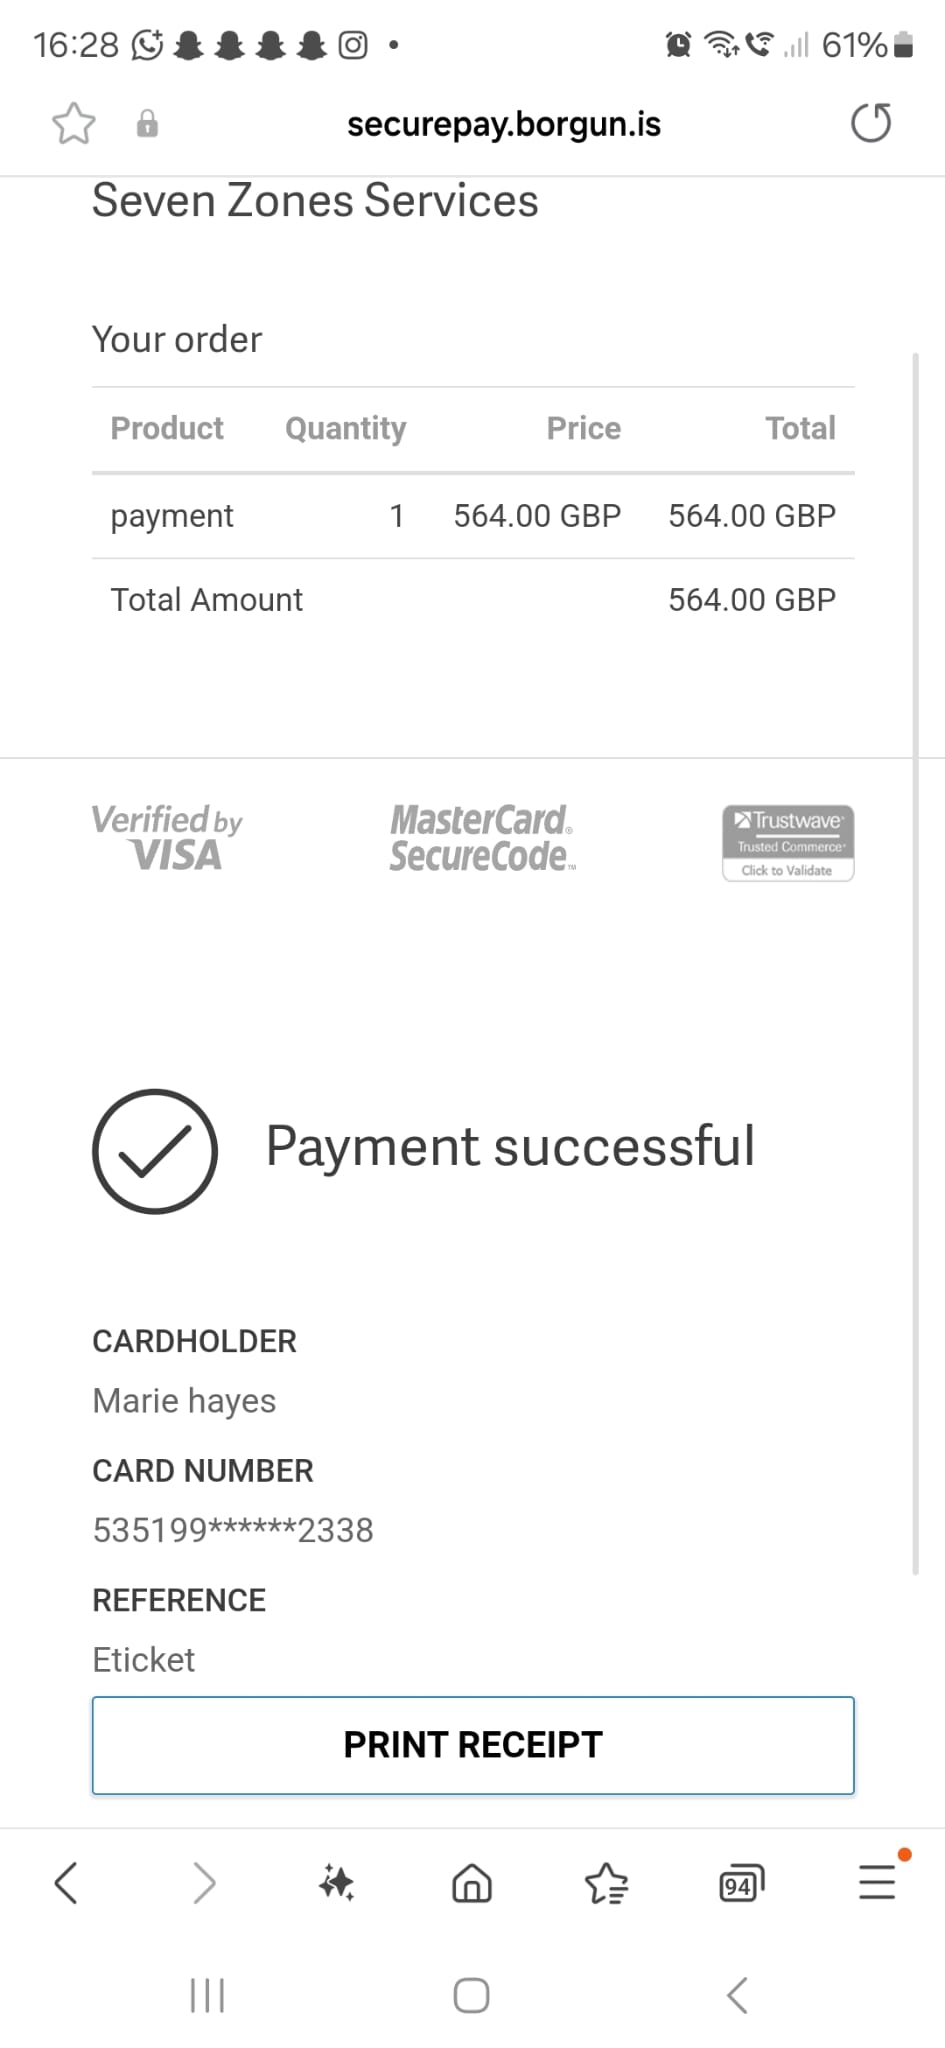 16:28 61%
securepay.borgun.is
Seven Zones Services
Your order
Product Quantity Price Total
payment 1 564.00 GBP 564.00 GBP
Total Amount 564.00 GBP
Verified by
VISA
MasterCard®
SecureCode™
Trustwave
Trusted Commerce
Click to Validate
Payment successful
CARDHOLDER
Marie hayes
CARD NUMBER
535199******2338
REFERENCE
Eticket
PRINT RECEIPT
94